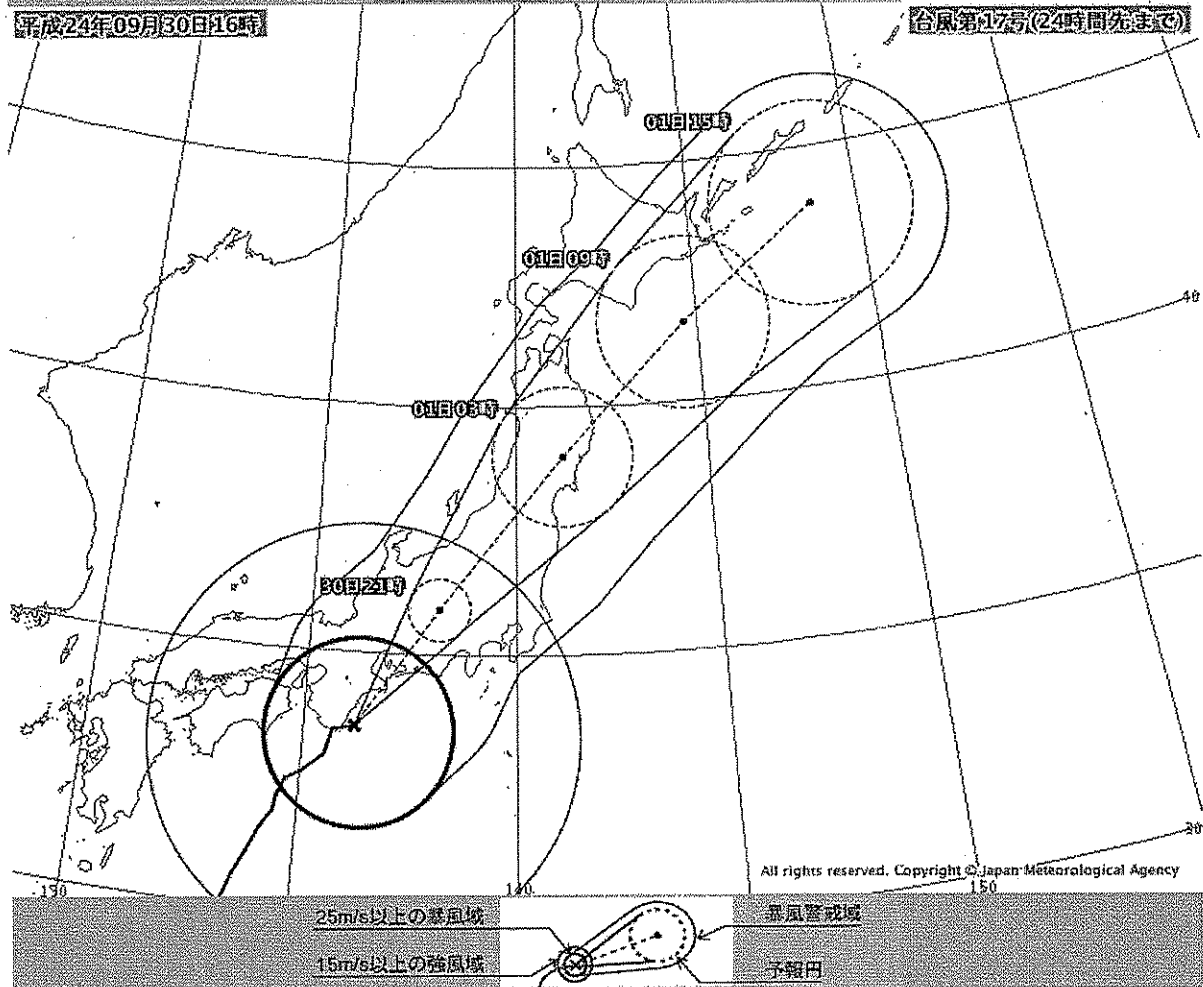 平成24年09月30日16時
台風第17号(24時間先まで)
01日15時
01日09時
40
01日03時
30日21時
30
All rights reserved. Copyright © Japan Meteorological Agency
130
140
150
25m/s以上の暴風域
暴風警戒域
15m/s以上の強風域
予報円